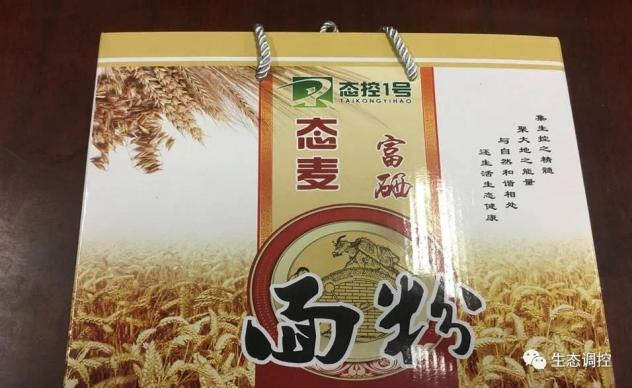 态控1号
TAIKONGYIHAO
态麦
富硒
集生控之精髓
聚大地之能量
与自然和谐相处
还生活生态健康
面粉
生态调控